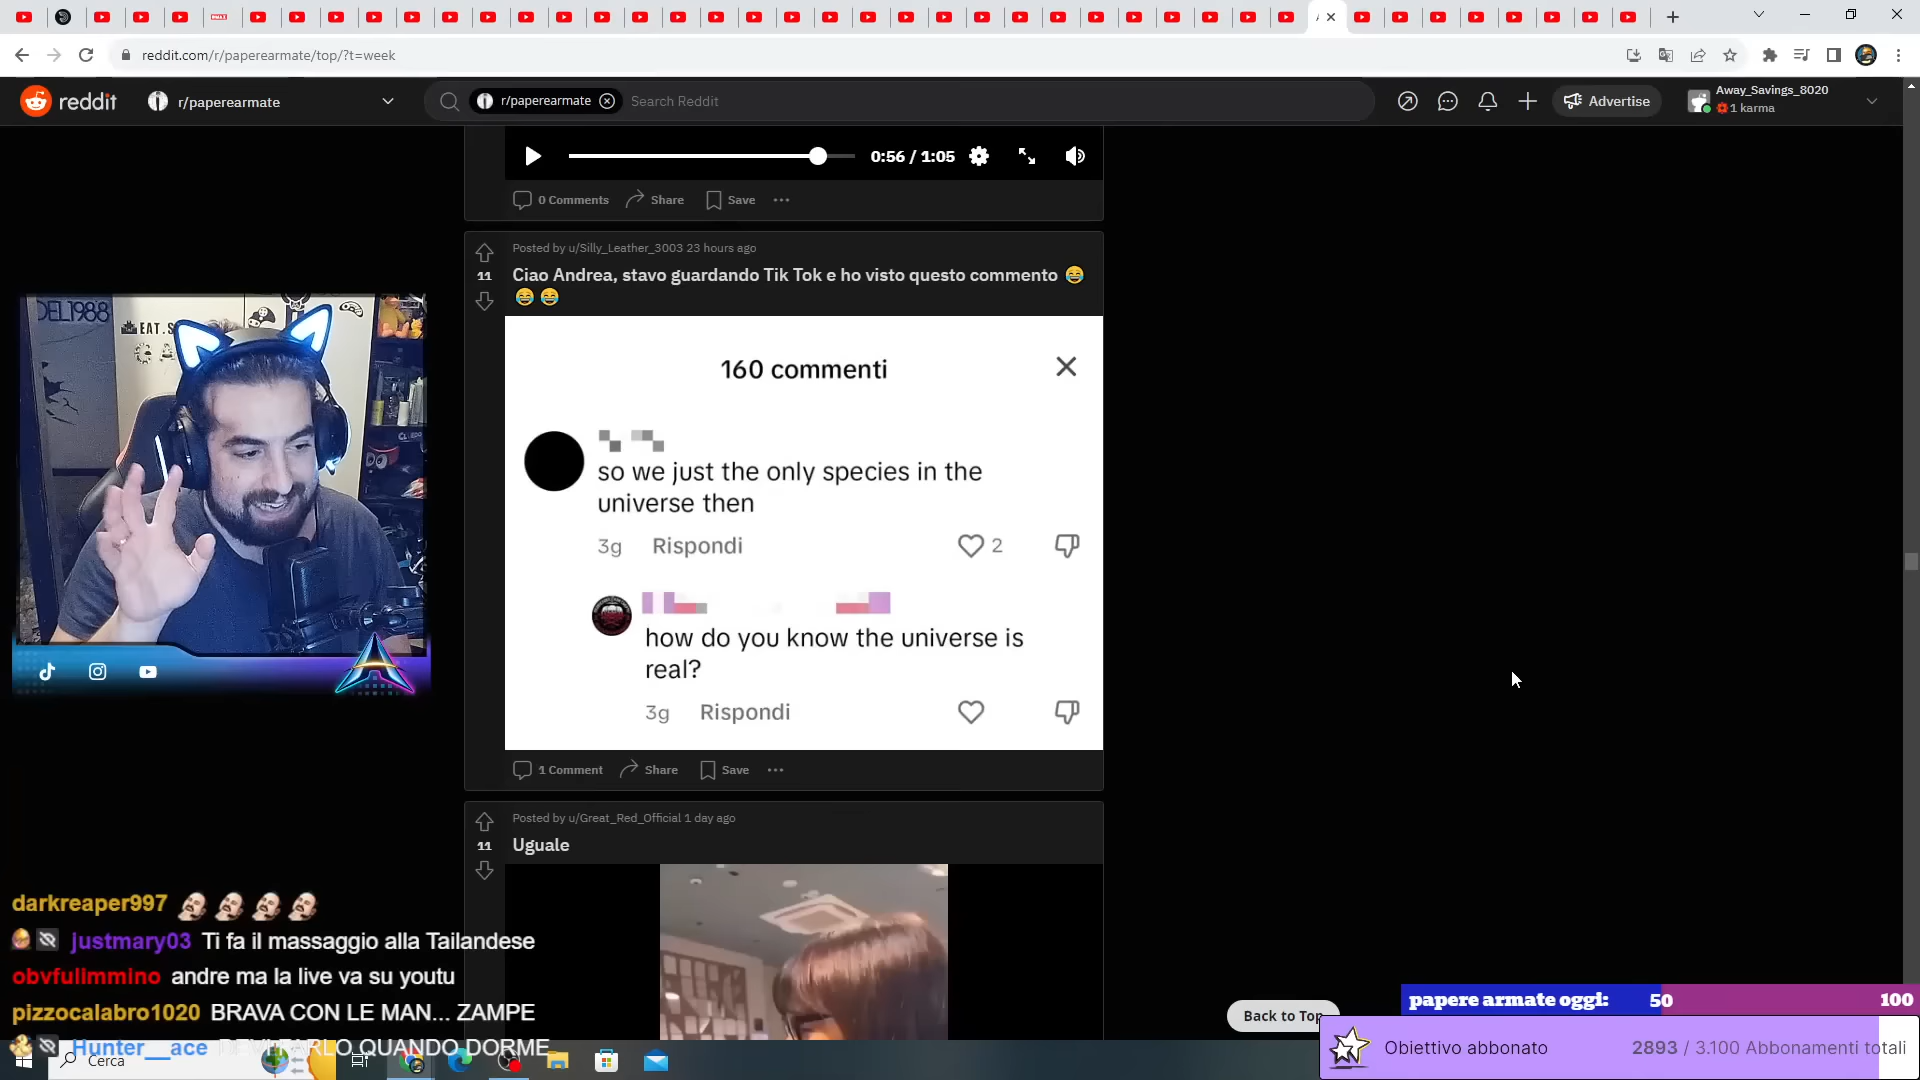 reddit.com/r/paperearmate/top/?t=week
reddit
r/paperearmate
r/paperearmate
Search Reddit
Advertise
Away_Savings_8020
1 karma
0:56 / 1:05
0 Comments
Share
Save
Posted by u/Silly_Leather_3003 23 hours ago
11
Ciao Andrea, stavo guardando Tik Tok e ho visto questo commento 😂
😂 😂
160 commenti
so we just the only species in the
universe then
3g Rispondi
2
how do you know the universe is
real?
3g Rispondi
1 Comment
Share
Save
Posted by u/Great_Red_Official 1 day ago
11
Uguale
DEL1988
EAT.S
darkreaper997
justmary03 Ti fa il massaggio alla Tailandese
obvfulimmino andre ma la live va su youtu
pizzocalabro1020 BRAVA CON LE MAN... ZAMPE
Hunter__ace QUANDO DORME
Back to Top
papere armate oggi: 50 100
Obiettivo abbonato 2893 / 3.100 Abbonamenti totali
Cerca